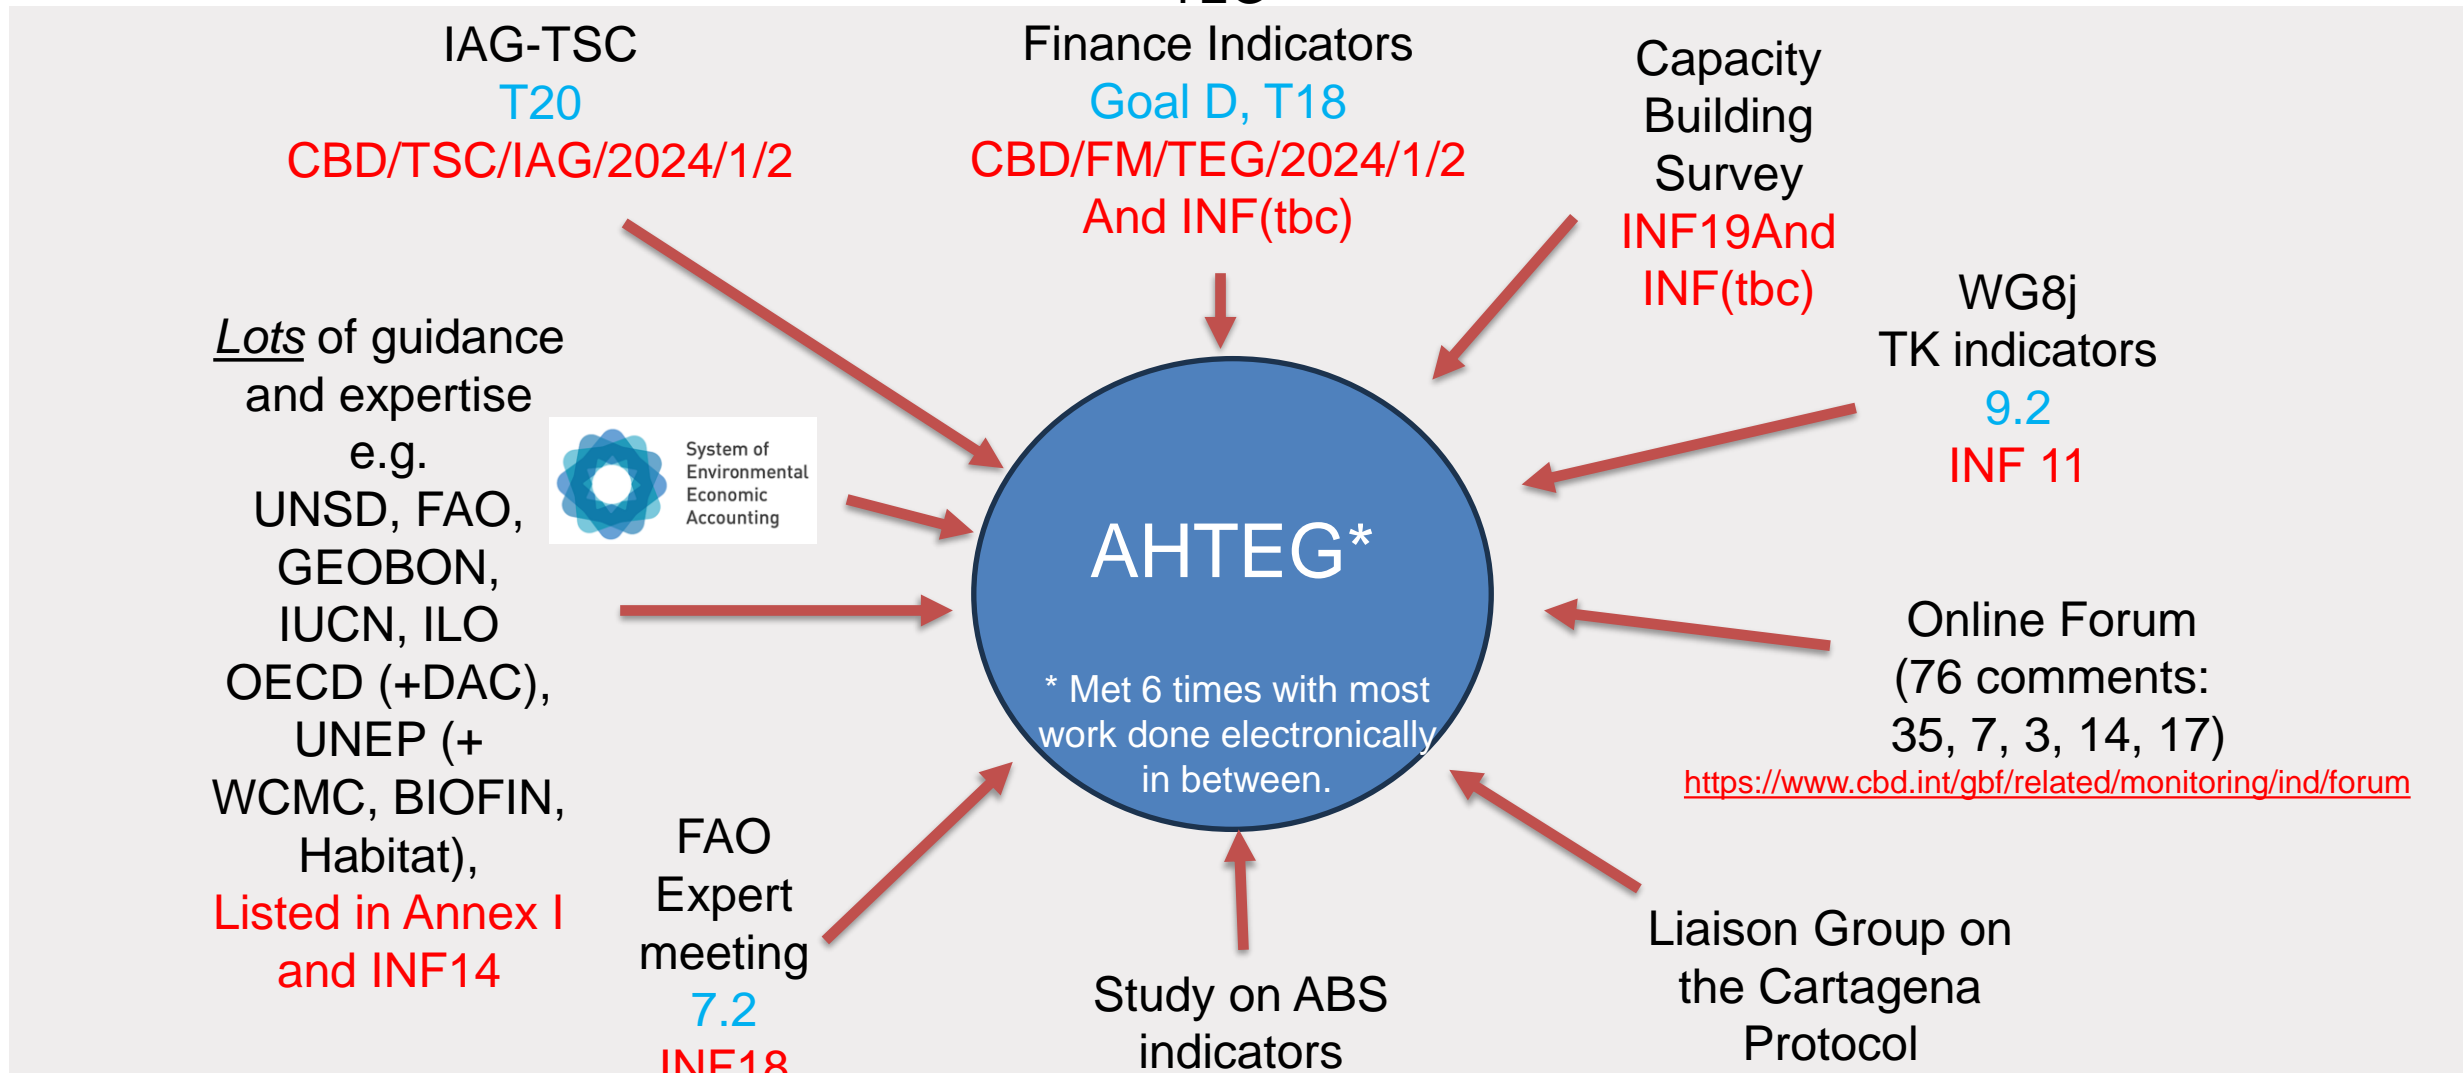 IAG-TSC
T20
CBD/TSC/IAG/2024/1/2
TEG
Finance Indicators
Goal D, T18
CBD/FM/TEG/2024/1/2
And INF(tbc)
Capacity
Building
Survey
INF19And
INF(tbc)
WG8j
TK indicators
9.2
INF 11
Lots of guidance
and expertise
e.g.
UNSD, FAO,
GEOBON,
IUCN, ILO
OECD (+DAC),
UNEP (+
WCMC, BIOFIN,
Habitat),
Listed in Annex I
and INF14
System of
Environmental
Economic
Accounting
AHTEG*
* Met 6 times with most
work done electronically
in between.
Online Forum
(76 comments:
35, 7, 3, 14, 17)
https://www.cbd.int/gbf/related/monitoring/ind/forum
FAO
Expert
meeting
7.2
INF18
Study on ABS
indicators
Liaison Group on
the Cartagena
Protocol